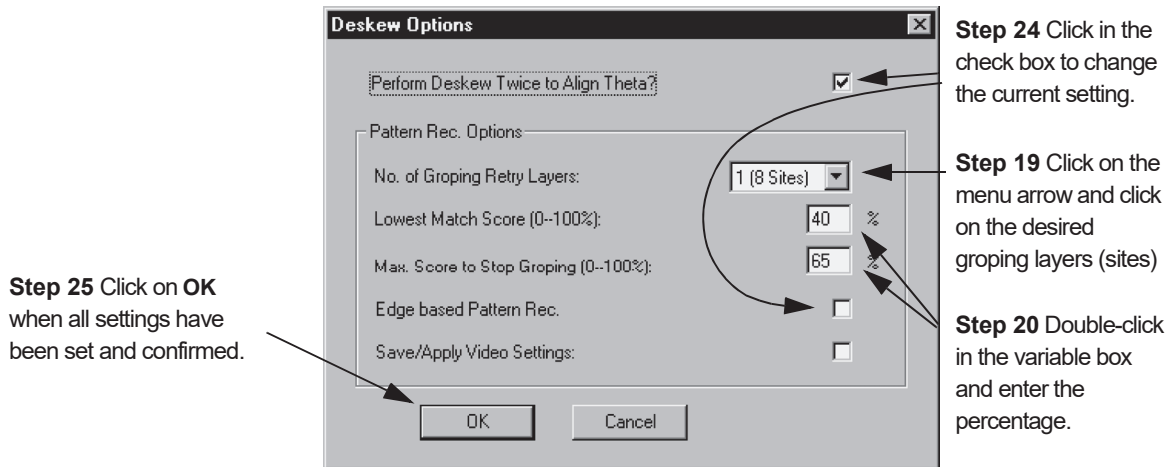 Deskew Options
Perform Deskew Twice to Align Theta?
Pattern Rec. Options
No. of Groping Retry Layers: 1 (8 Sites)
Lowest Match Score (0--100%): 40 %
Max. Score to Stop Groping (0--100%): 65 %
Edge based Pattern Rec.
Save/Apply Video Settings:
OK Cancel
Step 24 Click in the
check box to change
the current setting.
Step 19 Click on the
menu arrow and click
on the desired
groping layers (sites)
Step 20 Double-click
in the variable box
and enter the
percentage.
Step 25 Click on OK
when all settings have
been set and confirmed.